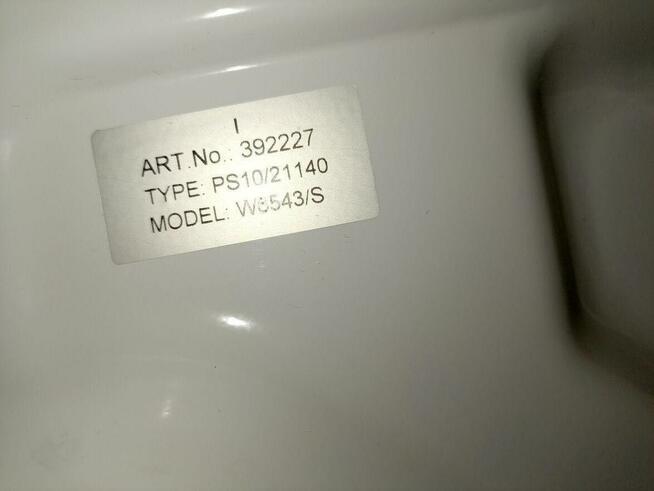 I
ART.No.: 392227
TYPE: PS10/21140
MODEL: W8543/S